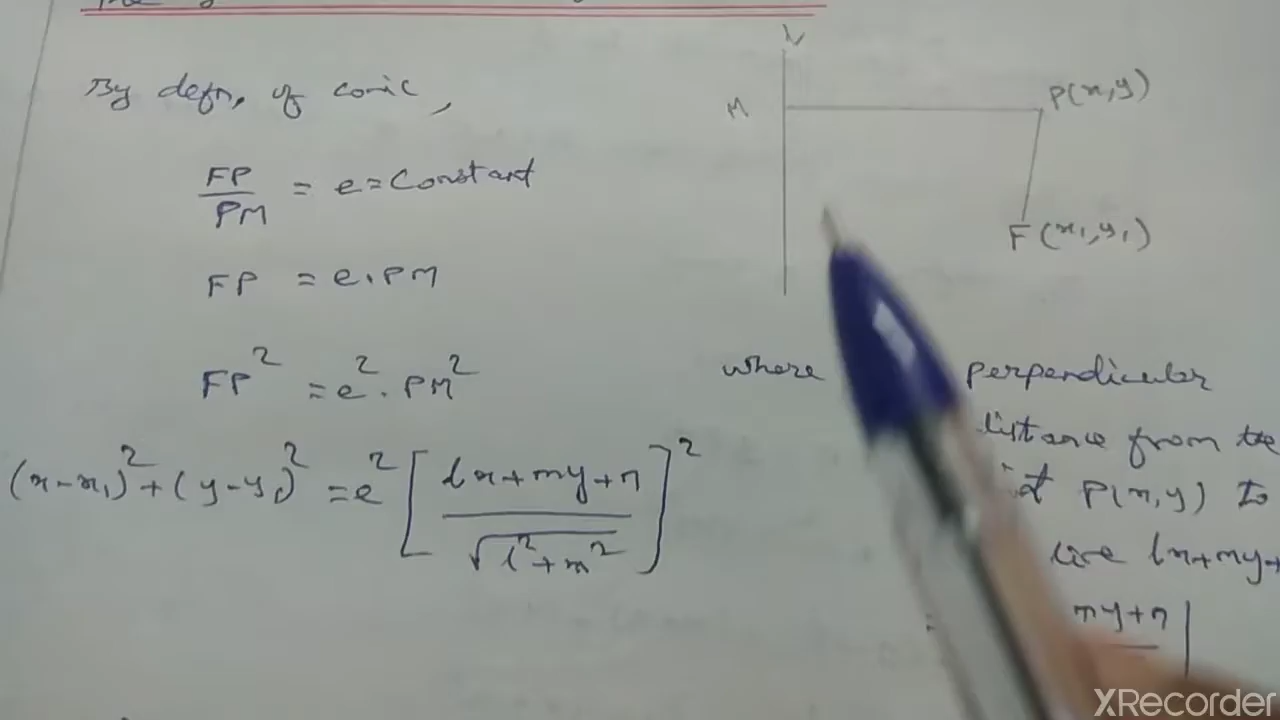 By defn, of conic,
FP/PM = e = Constant
FP = e.PM
FP² = e². PM²
(x-x₁)² + (y-y₁)² = e² [lx+my+n / √(l²+m²)]²
M
P(x,y)
F(x₁,y₁)
where perpendicular
distance from the
P(x,y) to
line lx+my+
= my+n|
XRecorder